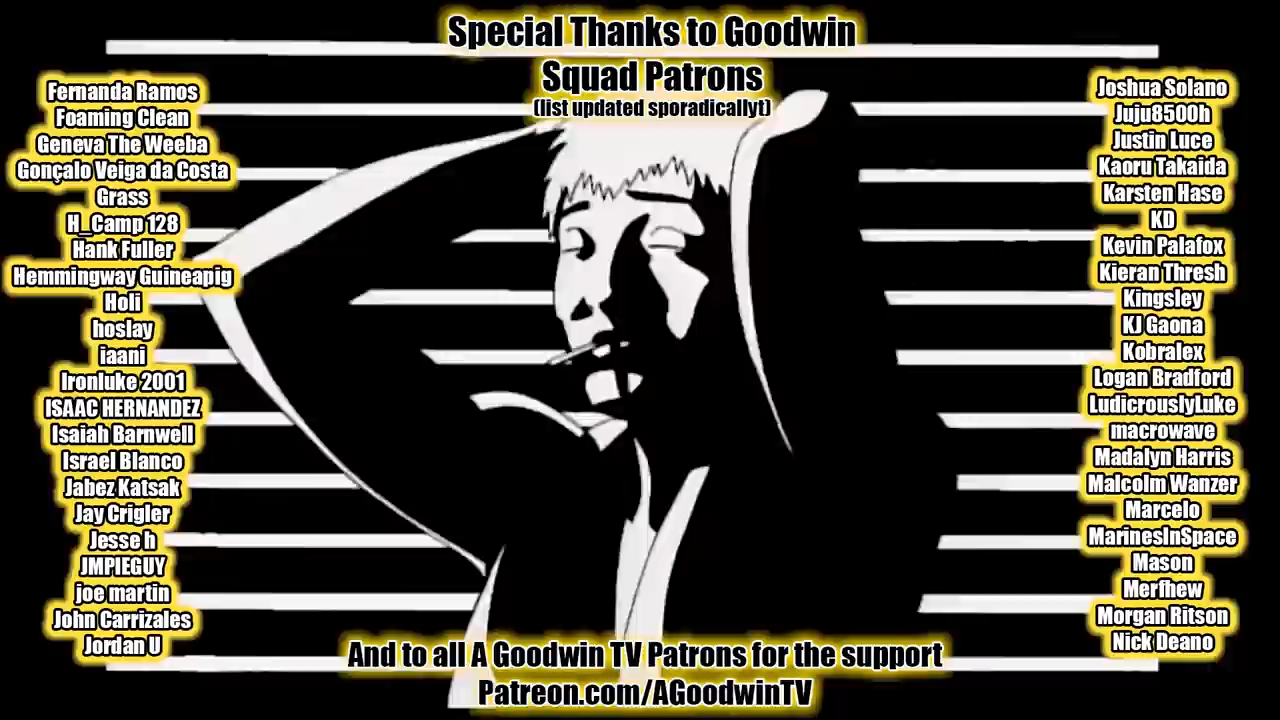 Special Thanks to Goodwin
Squad Patrons
(list updated sporadicallyt)
Fernanda Ramos
Foaming Clean
Geneva The Weeba
Gonçalo Veiga da Costa
Grass
H_Camp 128
Hank Fuller
Hemmingway Guineapig
Holi
hoslay
iaani
Ironluke 2001
ISAAC HERNANDEZ
Isaiah Barnwell
Israel Blanco
Jabez Katsak
Jay Crigler
Jesse h
JMPIEGUY
joe martin
John Carrizales
Jordan U
Joshua Solano
Juju8500h
Justin Luce
Kaoru Takaida
Karsten Hase
KD
Kevin Palafox
Kieran Thresh
Kingsley
KJ Gaona
Kobralex
Logan Bradford
LudicrouslyLuke
macrowave
Madalyn Harris
Malcolm Wanzer
Marcelo
MarinesInSpace
Mason
Merfhew
Morgan Ritson
Nick Deano
And to all A Goodwin TV Patrons for the support
Patreon.com/AGoodwinTV